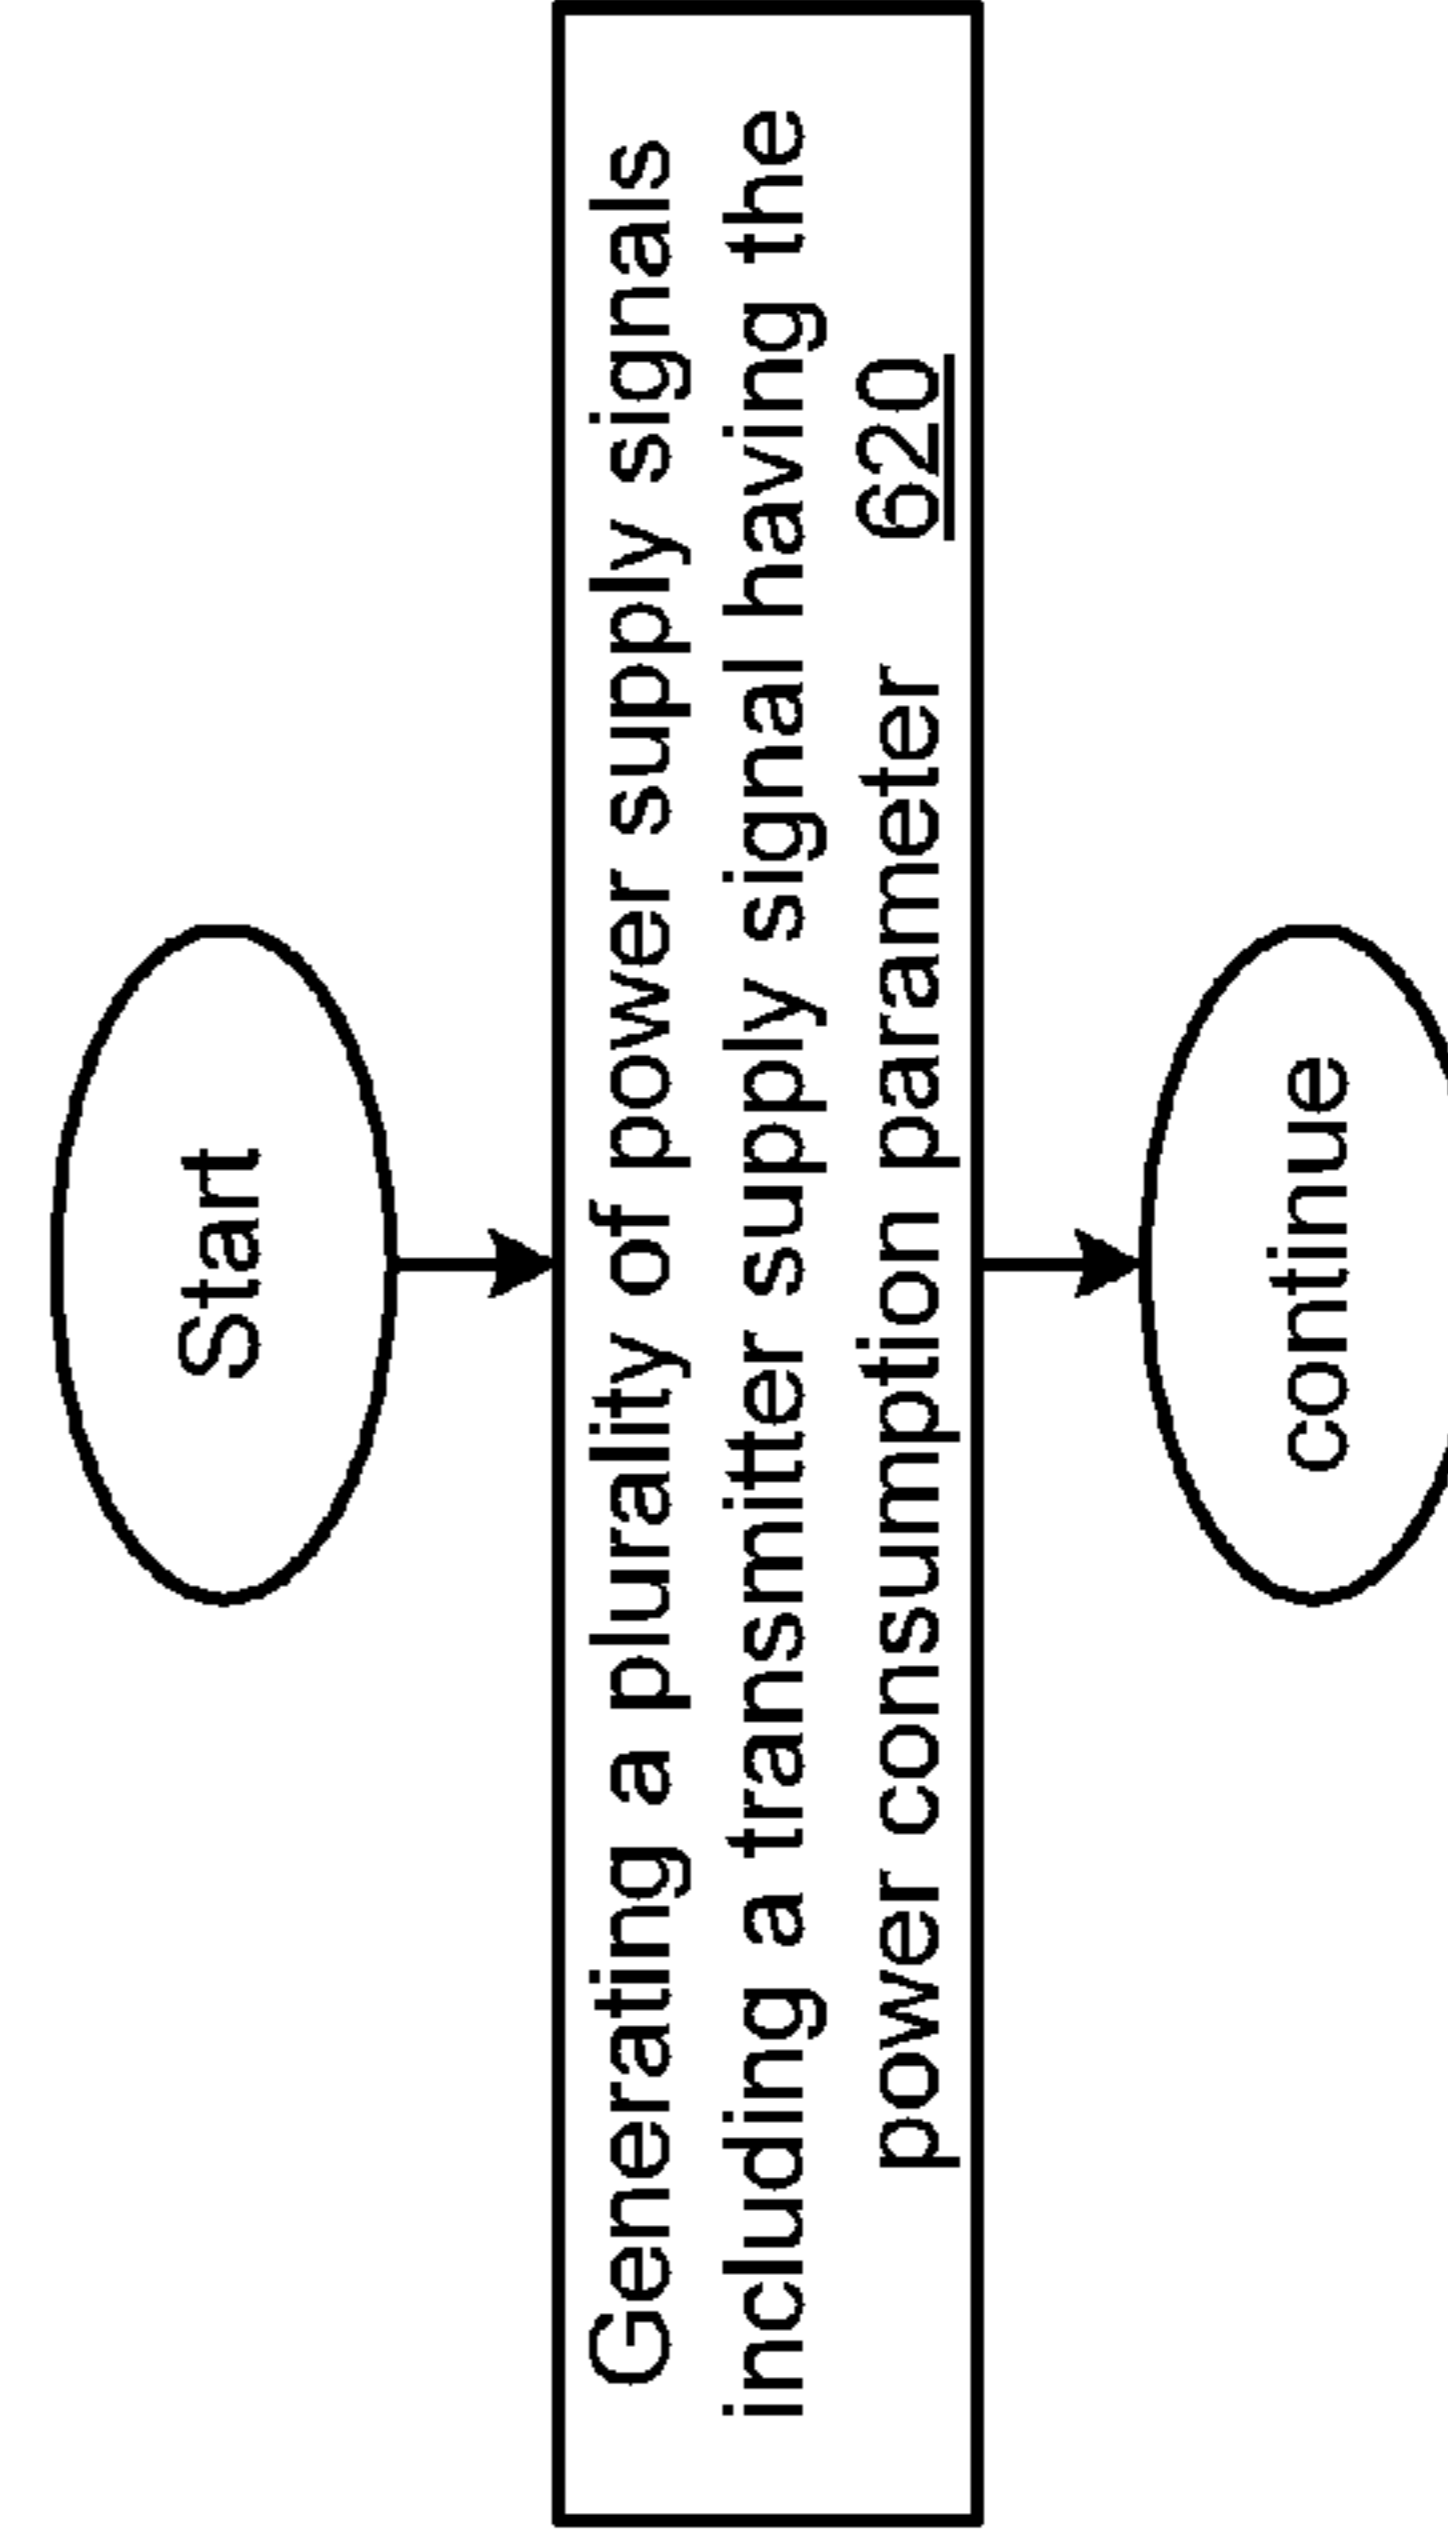 Start
Generating a plurality of power supply signals
including a transmitter supply signal having the
power consumption parameter 620
continue